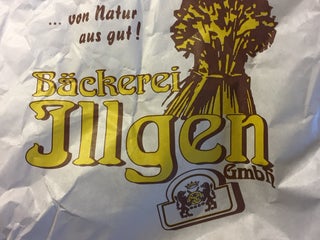 ... von Natur
aus gut!
Bäckerei
Illgen
GmbH